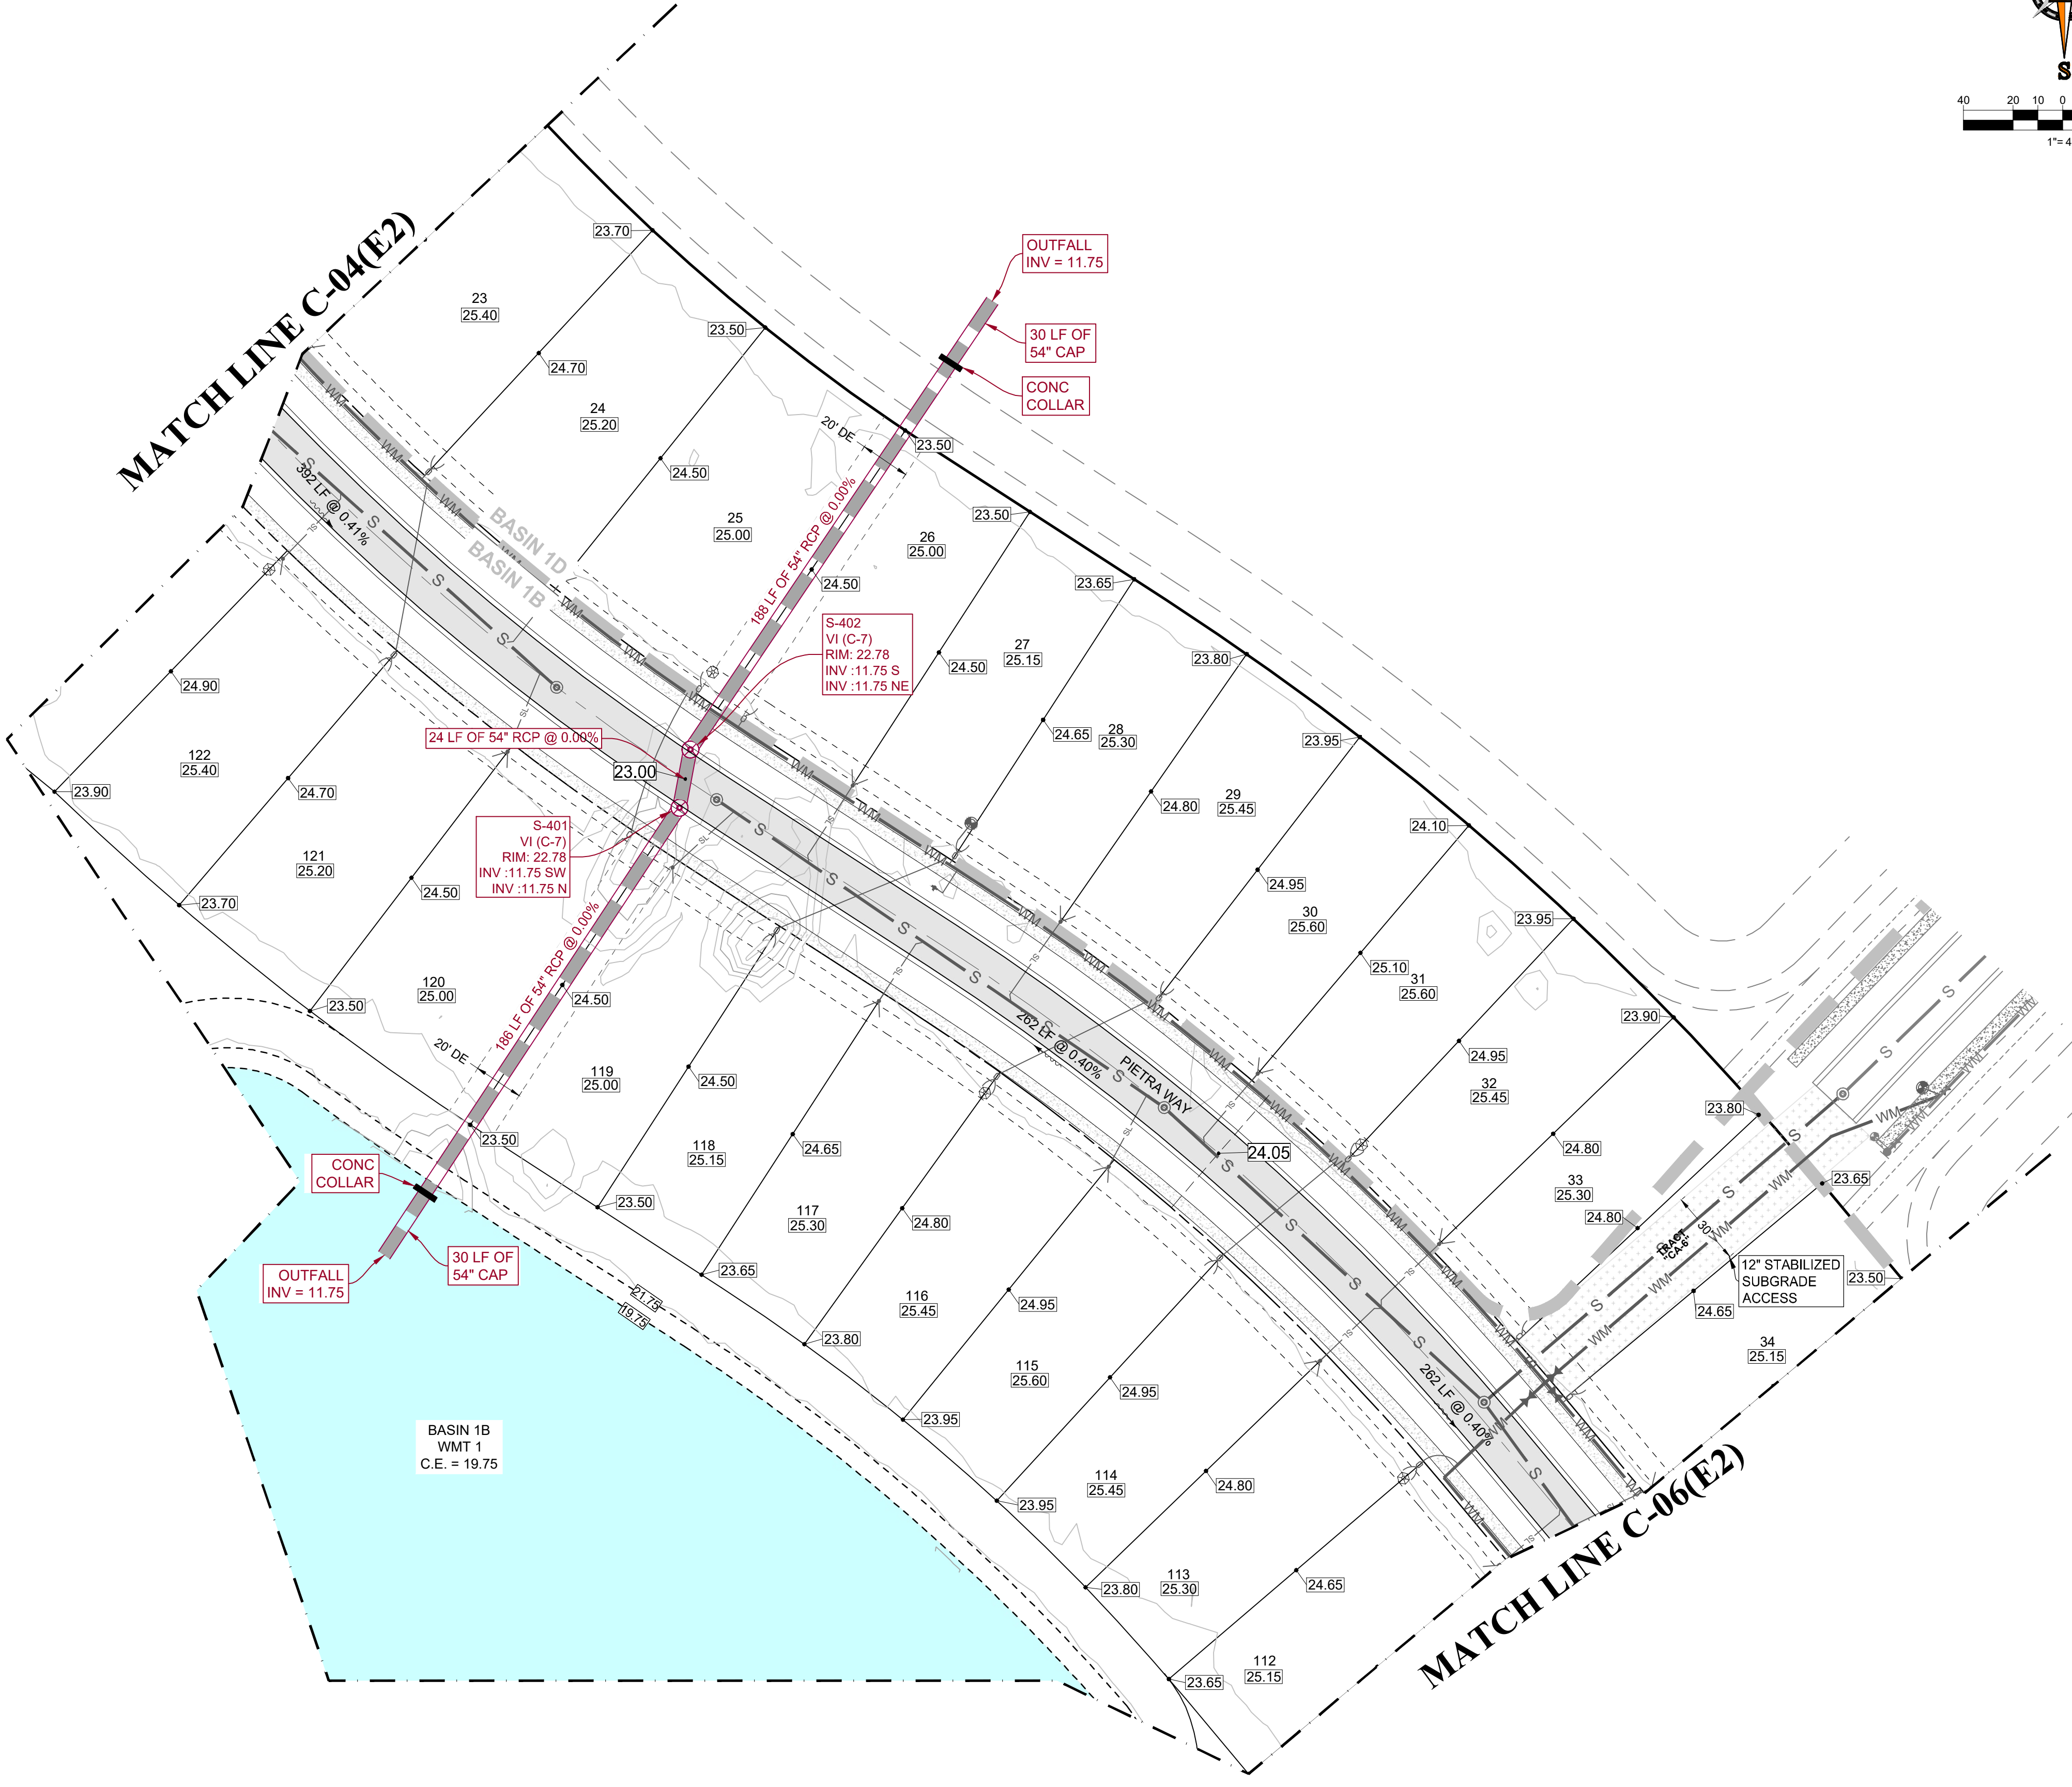 S
40 20 10 0
1"= 4
MATCH LINE C-04(E2)
OUTFALL
INV = 11.75
30 LF OF
54" CAP
CONC
COLLAR
23.70
23
25.40
24.70
23.50
24
25.20
24.50
20' DE
23.50
25
25.00
188 LF OF 54" RCP @ 0.00%
24.50
23.50
26
25.00
24.50
23.65
27
25.15
24.65
23.80
28
25.30
24.80
23.95
29
25.45
24.95
24.10
30
25.60
25.10
23.95
31
25.60
24.95
23.90
32
25.45
24.80
23.80
33
25.30
24.80
23.65
30'
TRACT
"CA-6"
12" STABILIZED
SUBGRADE
ACCESS
23.50
24.65
34
25.15
BASIN 1D
BASIN 1B
392 LF @ 0.41%
S-402
VI (C-7)
RIM: 22.78
INV :11.75 S
INV :11.75 NE
24 LF OF 54" RCP @ 0.00%
23.00
S-401
VI (C-7)
RIM: 22.78
INV :11.75 SW
INV :11.75 N
186 LF OF 54" RCP @ 0.00%
262 LF @ 0.40%
PIETRA WAY
24.05
262 LF @ 0.40%
WM
S
SL
24.90
122
25.40
23.90
24.70
121
25.20
23.70
24.50
120
25.00
23.50
24.50
20' DE
119
25.00
23.50
24.50
118
25.15
23.50
24.65
117
25.30
23.65
24.80
116
25.45
23.80
24.95
115
25.60
23.95
24.95
114
25.45
23.95
24.80
113
25.30
23.80
24.65
112
25.15
23.65
CONC
COLLAR
30 LF OF
54" CAP
OUTFALL
INV = 11.75
21.75
19.75
BASIN 1B
WMT 1
C.E. = 19.75
MATCH LINE C-06(E2)